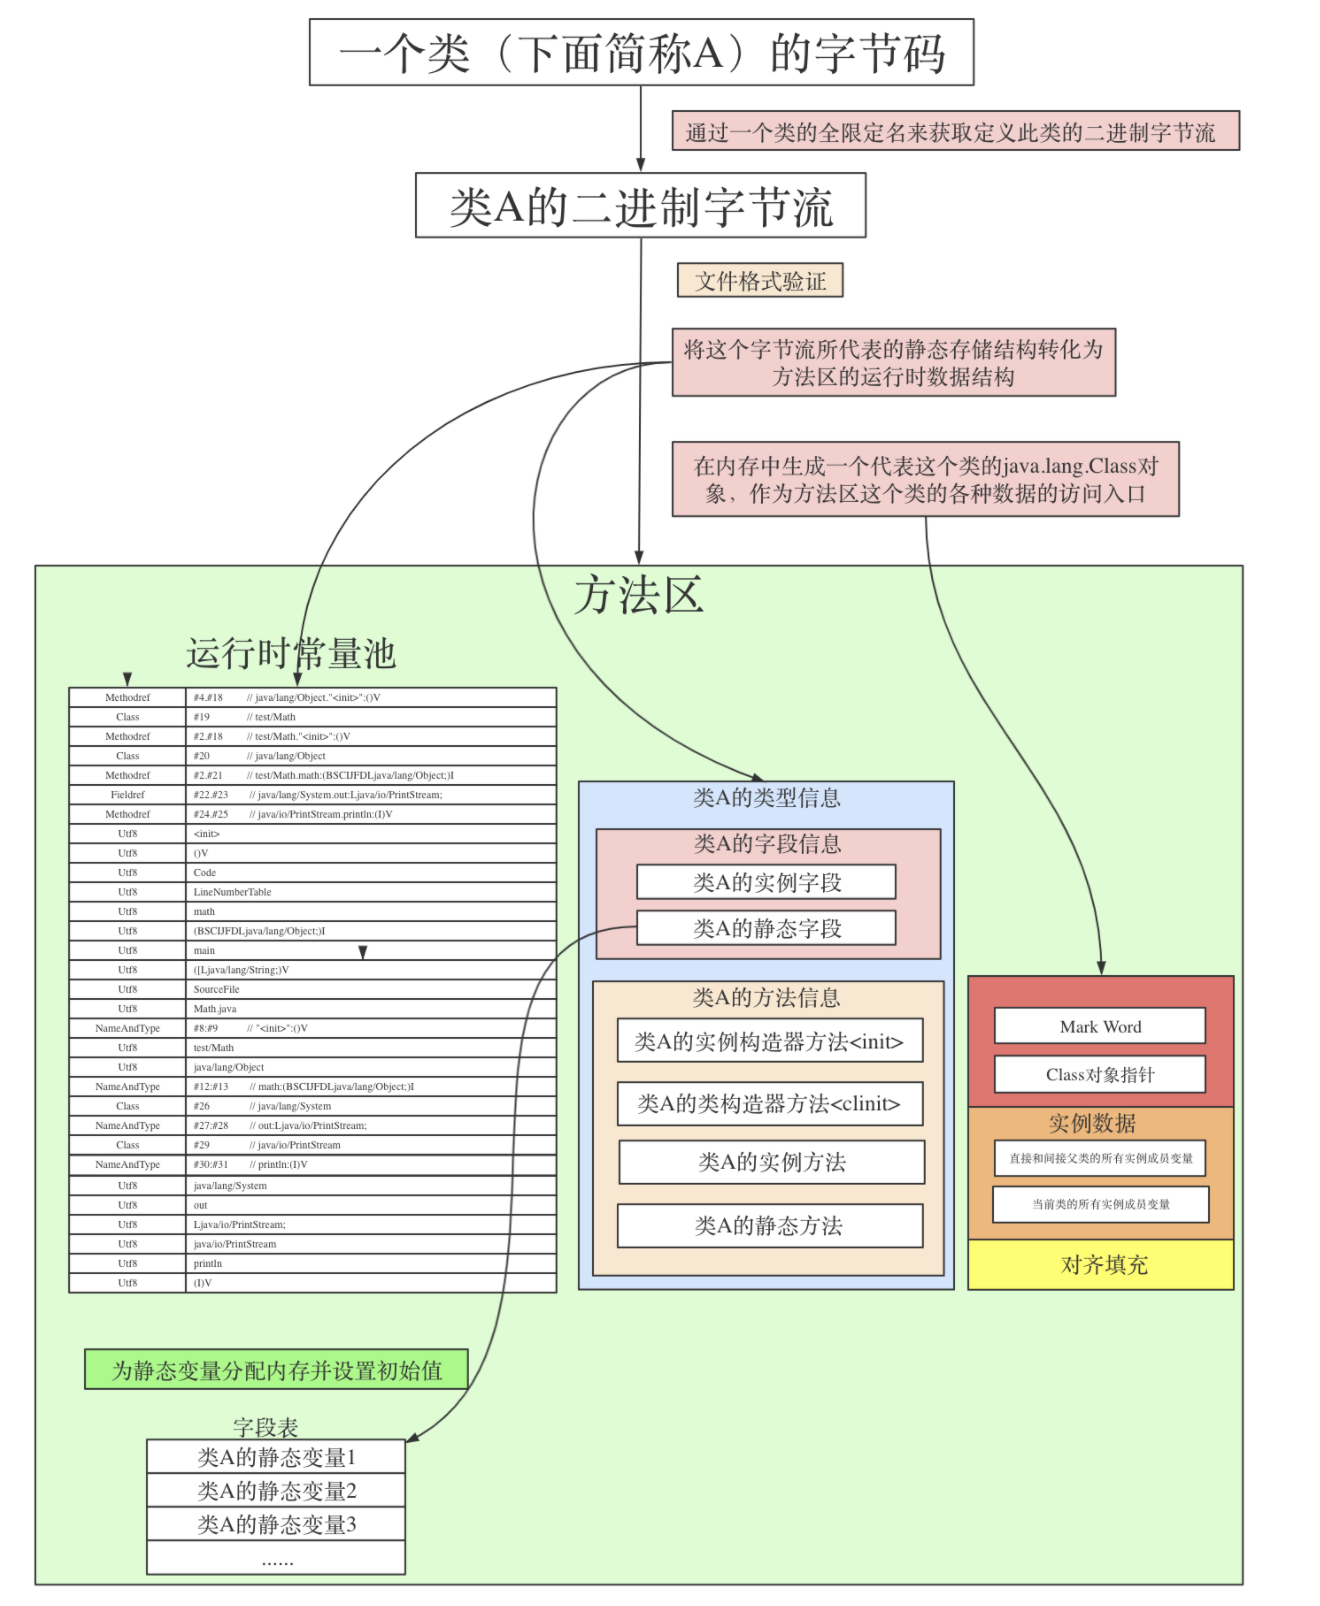 一个类（下面简称A）的字节码
通过一个类的全限定名来获取定义此类的二进制字节流
类A的二进制字节流
文件格式验证
将这个字节流所代表的静态存储结构转化为
方法区的运行时数据结构
在内存中生成一个代表这个类的java.lang.Class对
象，作为方法区这个类的各种数据的访问入口
方法区
运行时常量池
Methodref #4.#18 // java/lang/Object."<init>":()V
Class #19 // test/Math
Methodref #2.#18 // test/Math."<init>":()V
Class #20 // java/lang/Object
Methodref #2.#21 // test/Math.math:(BSCIJFDLjava/lang/Object;)I
Fieldref #22.#23 // java/lang/System.out:Ljava/io/PrintStream;
Methodref #24.#25 // java/io/PrintStream.println:(I)V
Utf8 <init>
Utf8 ()V
Utf8 Code
Utf8 LineNumberTable
Utf8 math
Utf8 (BSCIJFDLjava/lang/Object;)I
Utf8 main
Utf8 ([Ljava/lang/String;)V
Utf8 SourceFile
Utf8 Math.java
NameAndType #8:#9 // "<init>":()V
Utf8 test/Math
Utf8 java/lang/Object
NameAndType #12:#13 // math:(BSCIJFDLjava/lang/Object;)I
Class #26 // java/lang/System
NameAndType #27:#28 // out:Ljava/io/PrintStream;
Class #29 // java/io/PrintStream
NameAndType #30:#31 // println:(I)V
Utf8 java/lang/System
Utf8 out
Utf8 Ljava/io/PrintStream;
Utf8 java/io/PrintStream
Utf8 println
Utf8 (I)V
类A的类型信息
类A的字段信息
类A的实例字段
类A的静态字段
类A的方法信息
类A的实例构造器方法<init>
类A的类构造器方法<clinit>
类A的实例方法
类A的静态方法
Mark Word
Class对象指针
实例数据
直接和间接父类的所有实例成员变量
当前类的所有实例成员变量
对齐填充
为静态变量分配内存并设置初始值
字段表
类A的静态变量1
类A的静态变量2
类A的静态变量3
......